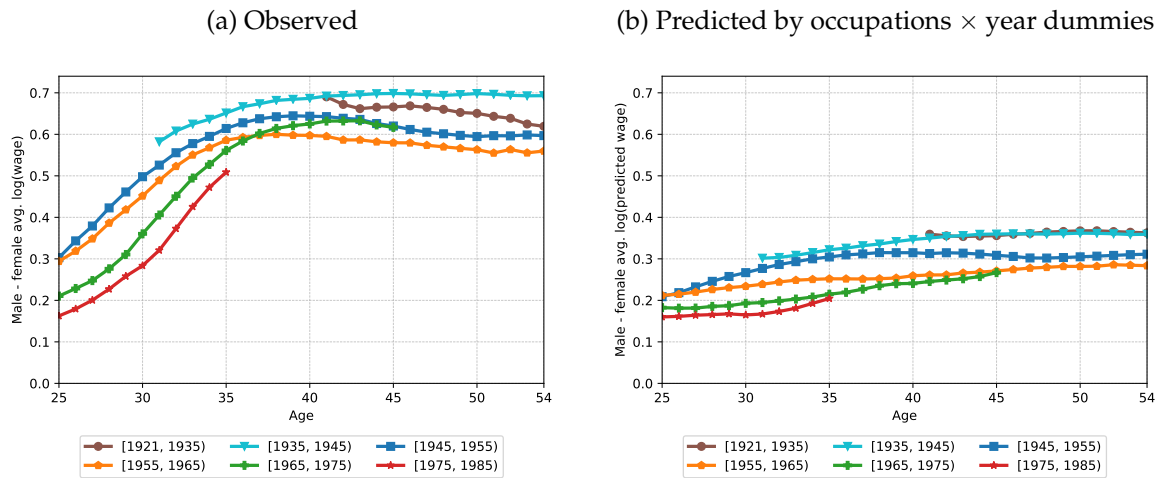 (a) Observed
(b) Predicted by occupations × year dummies
Male - female avg. log(wage)
0.7
0.6
0.5
0.4
0.3
0.2
0.1
0.0
25 30 35 40 45 50 54
Age
[1921, 1935) [1935, 1945) [1945, 1955)
[1955, 1965) [1965, 1975) [1975, 1985)
Male - female avg. log(predicted wage)
0.7
0.6
0.5
0.4
0.3
0.2
0.1
0.0
25 30 35 40 45 50 54
Age
[1921, 1935) [1935, 1945) [1945, 1955)
[1955, 1965) [1965, 1975) [1975, 1985)